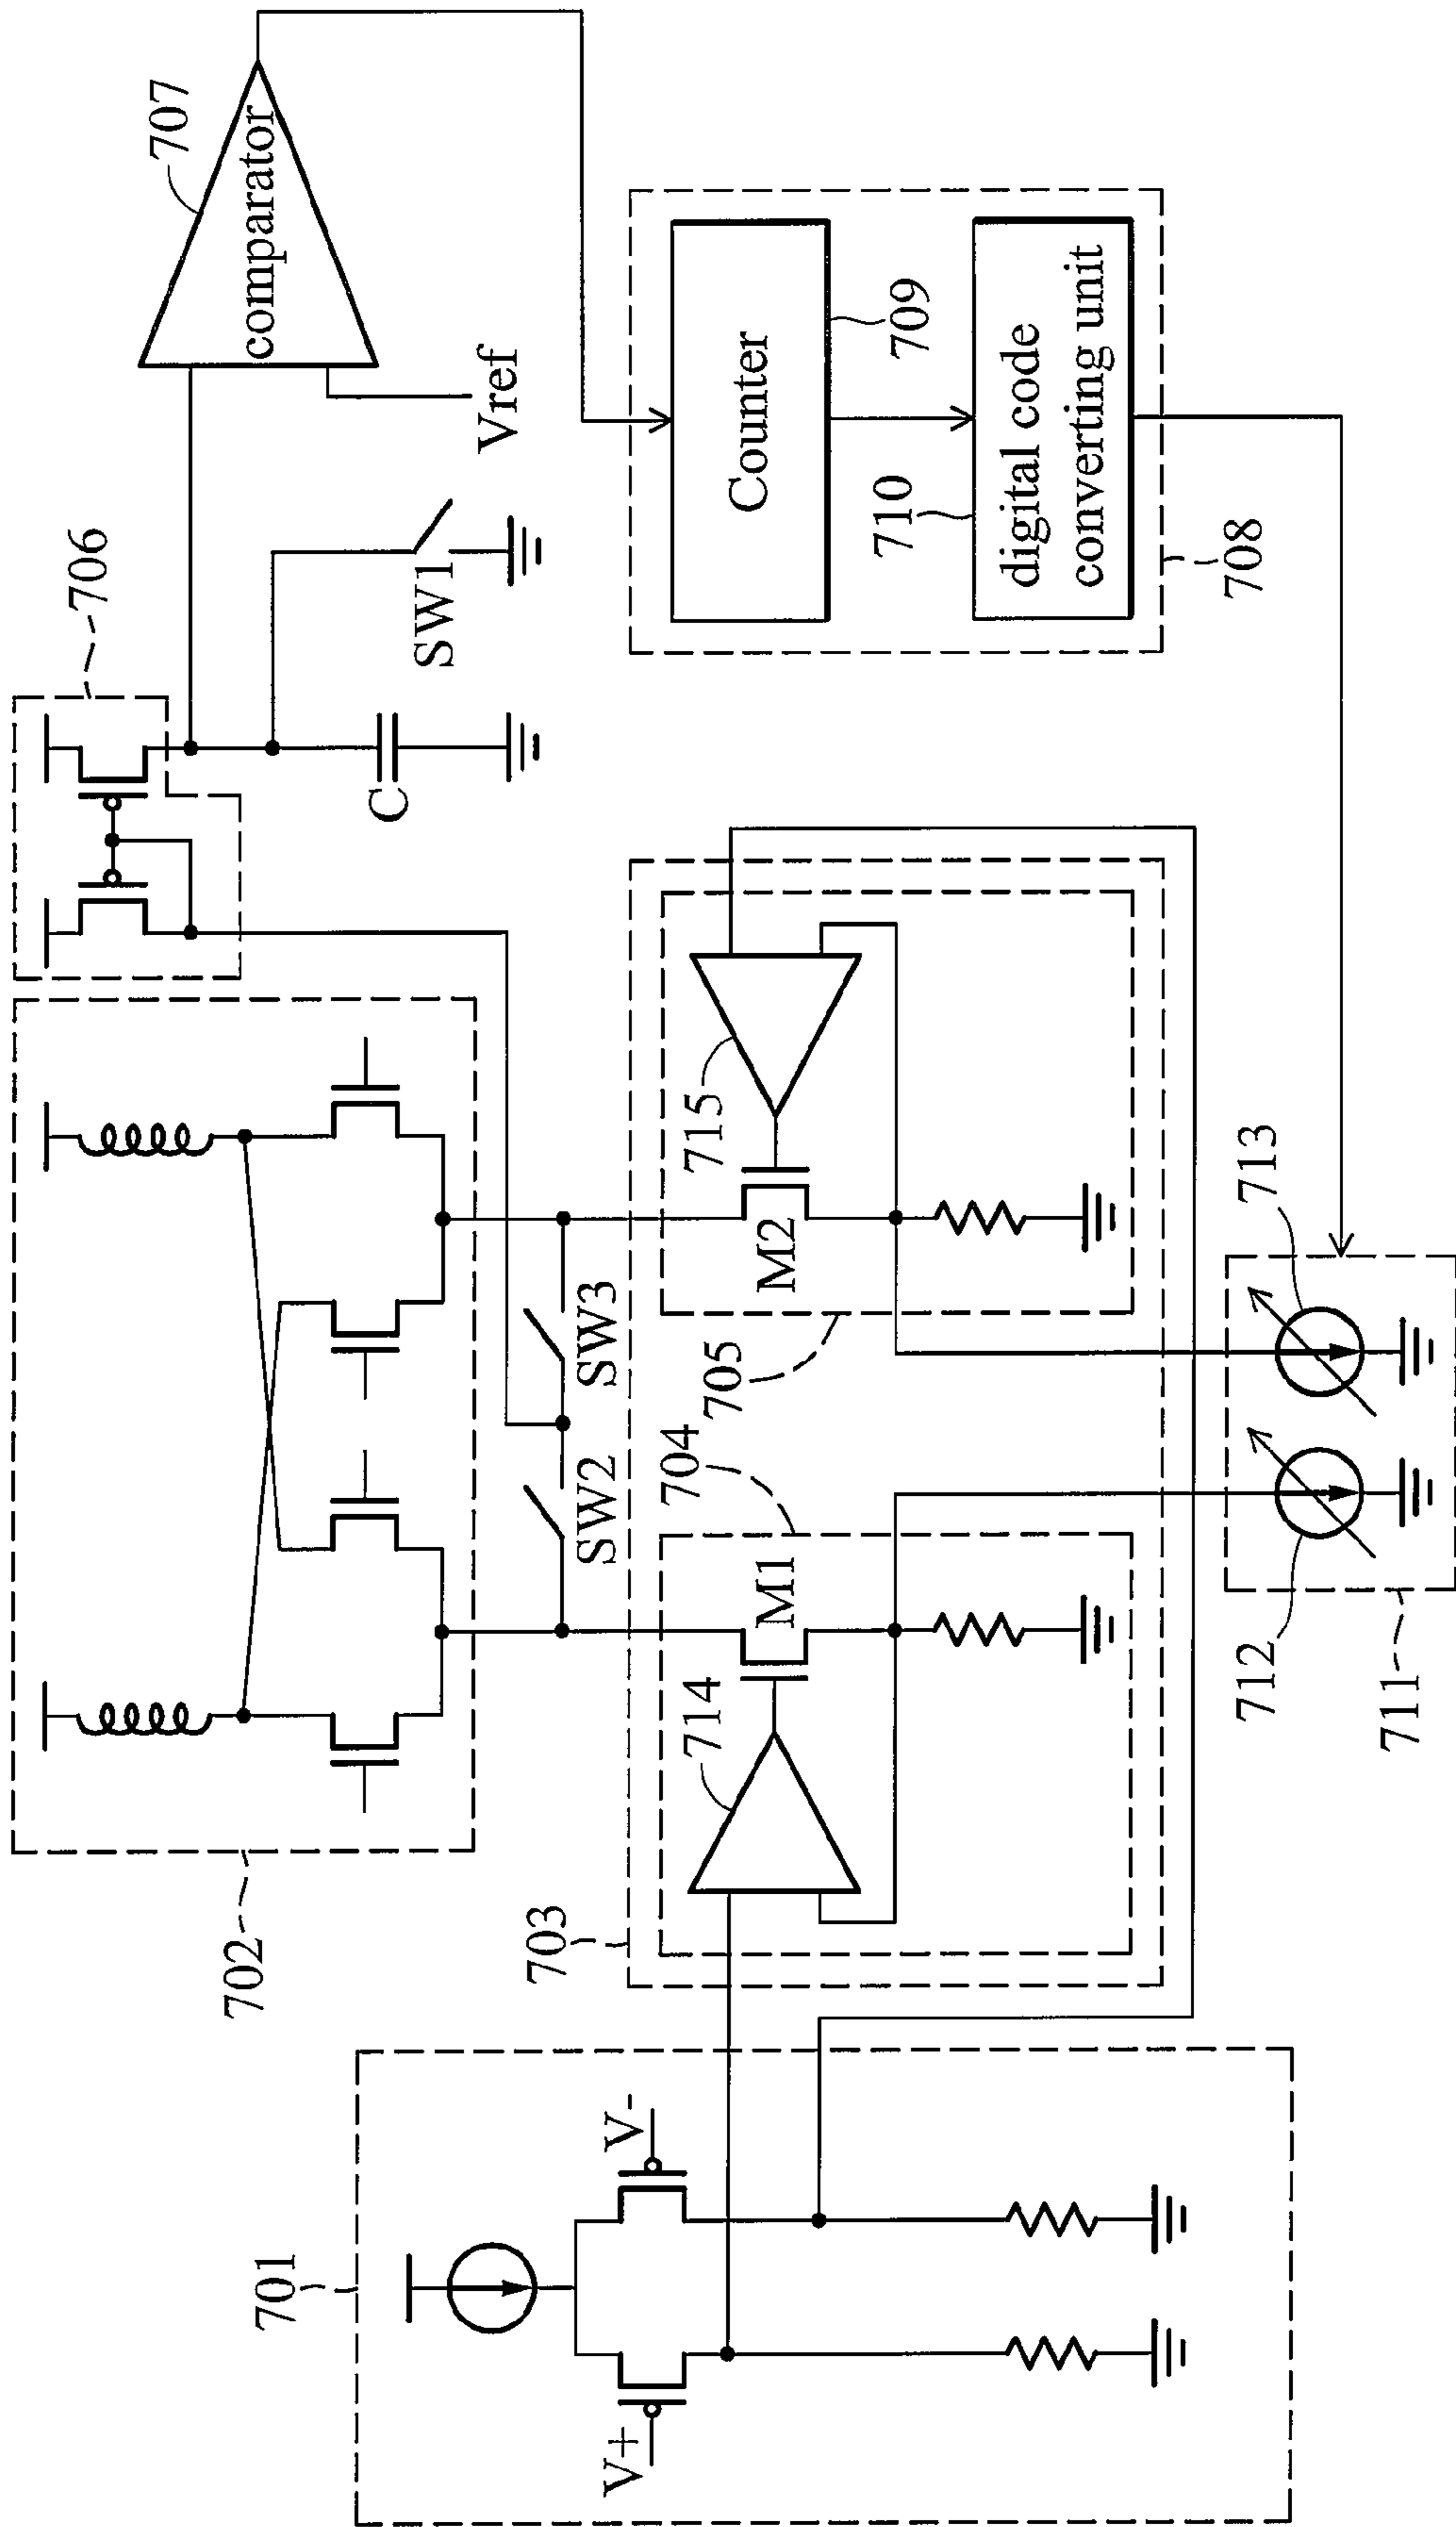 706
707
comparator
Vref
SW1
C
702
SW2
SW3
Counter
709
710
digital code
converting unit
708
703
714
M1
704
705
M2
715
701
V+
V-
712
713
711